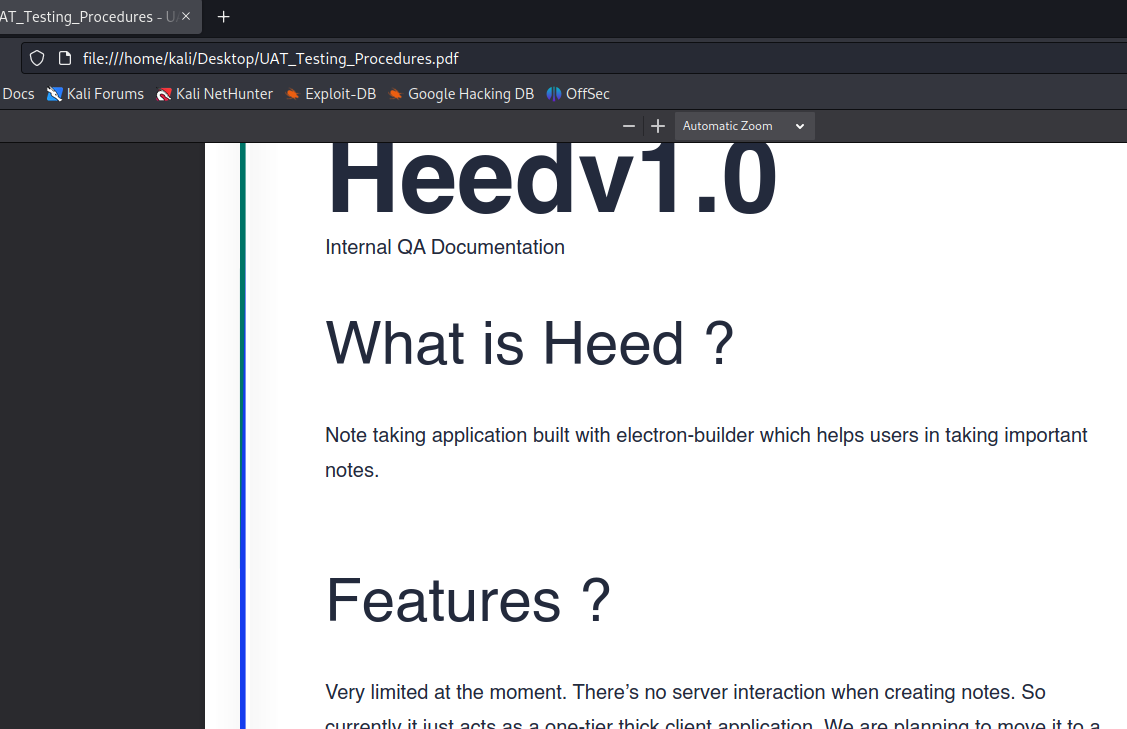 AT_Testing_Procedures - U
file:///home/kali/Desktop/UAT_Testing_Procedures.pdf
Docs Kali Forums Kali NetHunter Exploit-DB Google Hacking DB OffSec
Automatic Zoom
Heedv1.0
Internal QA Documentation
What is Heed ?
Note taking application built with electron-builder which helps users in taking important
notes.
Features ?
Very limited at the moment. There’s no server interaction when creating notes. So
currently it just acts as a one-tier thick client application. We are planning to move it to a